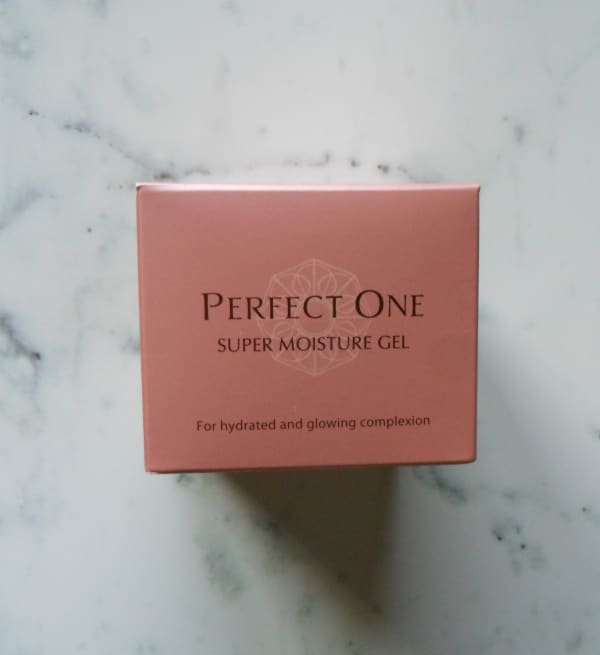 PERFECT ONE
SUPER MOISTURE GEL
For hydrated and glowing complexion